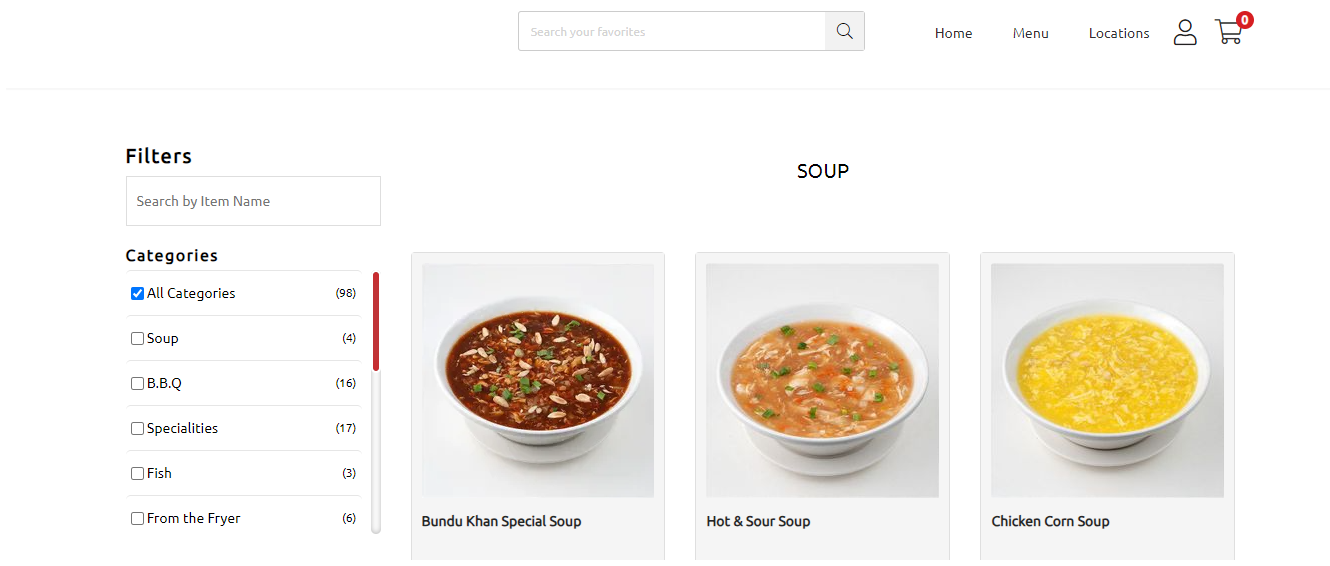 Search your favorites
Home
Menu
Locations
0
Filters
Search by Item Name
Categories
All Categories (98)
Soup (4)
B.B.Q (16)
Specialities (17)
Fish (3)
From the Fryer (6)
SOUP
Bundu Khan Special Soup
Hot & Sour Soup
Chicken Corn Soup